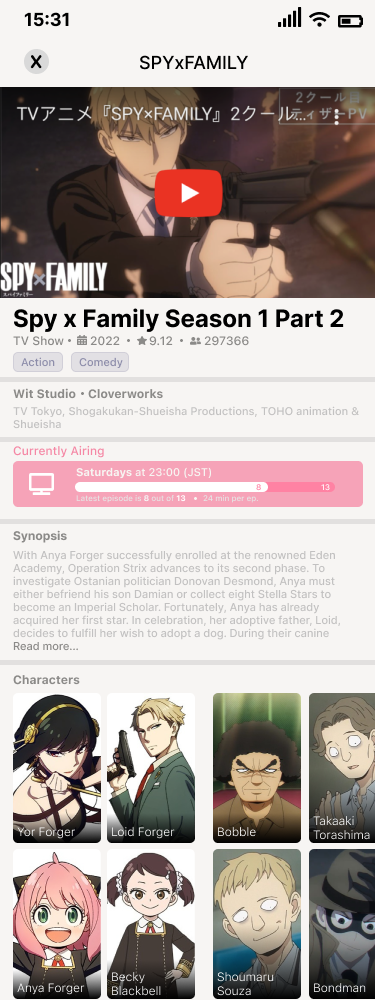 15:31
X
SPYxFAMILY
2クール目
ティザーPV
TVアニメ『SPY×FAMILY』2クール...
SPY×FAMILY
スパイファミリー
Spy x Family Season 1 Part 2
TV Show • 2022 • 9.12 • 297366
Action Comedy
Wit Studio • Cloverworks
TV Tokyo, Shogakukan-Shueisha Productions, TOHO animation &
Shueisha
Currently Airing
Saturdays at 23:00 (JST)
8 13
Latest episode is 8 out of 13 • 24 min per ep.
Synopsis
With Anya Forger successfully enrolled at the renowned Eden
Academy, Operation Strix advances to its second phase. To
investigate Ostanian politician Donovan Desmond, Anya must
either befriend his son Damian or collect eight Stella Stars to
become an Imperial Scholar. Fortunately, Anya has already
acquired her first star. In celebration, her adoptive father, Loid,
decides to fulfill her wish to adopt a dog. During their canine
Read more...
Characters
Yor Forger
Loid Forger
Bobble
Takaaki
Torashima
Anya Forger
Becky
Blackbell
Shoumaru
Souza
Bondman